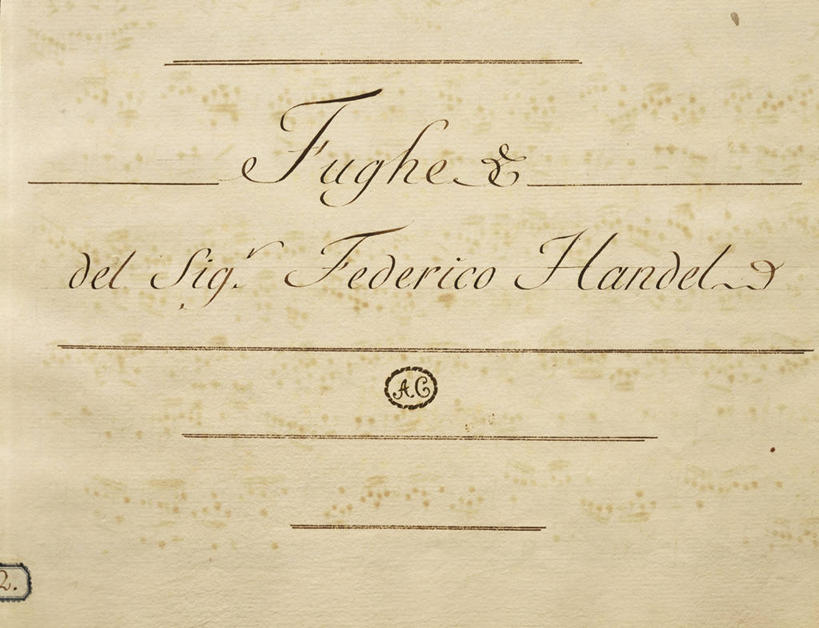 Fughe
del Sig.r Federico Handel
AC
2.